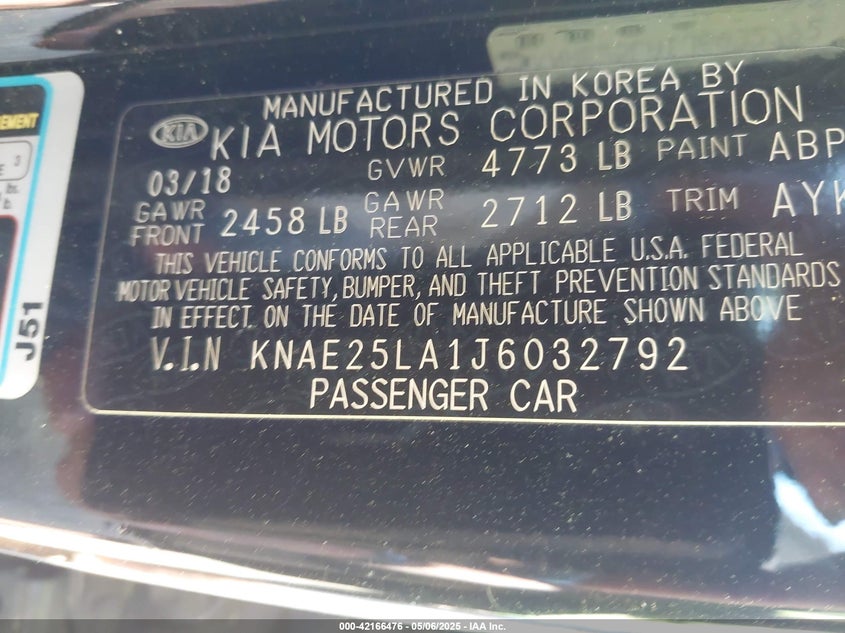 MANUFACTURED IN KOREA BY
KIA KIA MOTORS CORPORATION
03/18 GVWR 4773 LB PAINT ABP
GAWR FRONT 2458 LB GAWR REAR 2712 LB TRIM AYK
THIS VEHICLE CONFORMS TO ALL APPLICABLE U.S.A. FEDERAL
MOTOR VEHICLE SAFETY, BUMPER, AND THEFT PREVENTION STANDARDS
IN EFFECT ON THE DATE OF MANUFACTURE SHOWN ABOVE
V.I.N KNAE25LA1J6032792
PASSENGER CAR
EMENT
3
J51
000-42166476 - 05/06/2025 - IAA Inc.